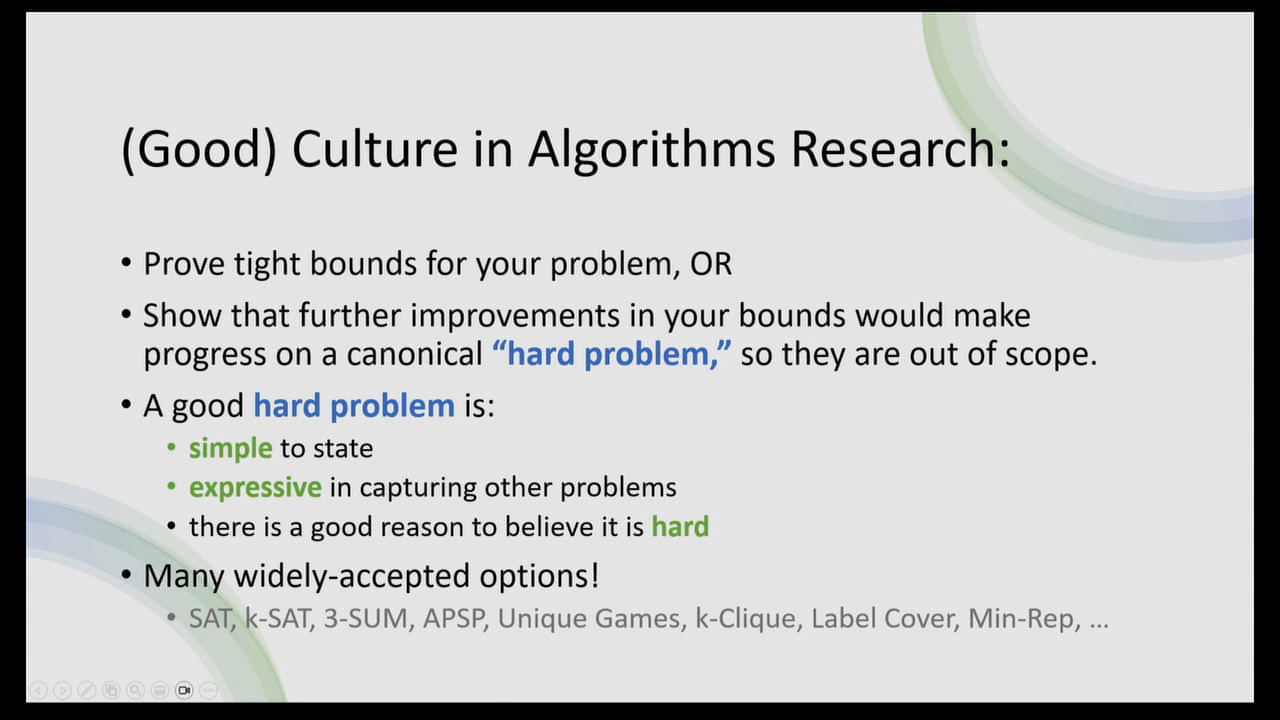 (Good) Culture in Algorithms Research:
• Prove tight bounds for your problem, OR
• Show that further improvements in your bounds would make
progress on a canonical “hard problem,” so they are out of scope.
• A good hard problem is:
• simple to state
• expressive in capturing other problems
• there is a good reason to believe it is hard
• Many widely-accepted options!
• SAT, k-SAT, 3-SUM, APSP, Unique Games, k-Clique, Label Cover, Min-Rep, ...